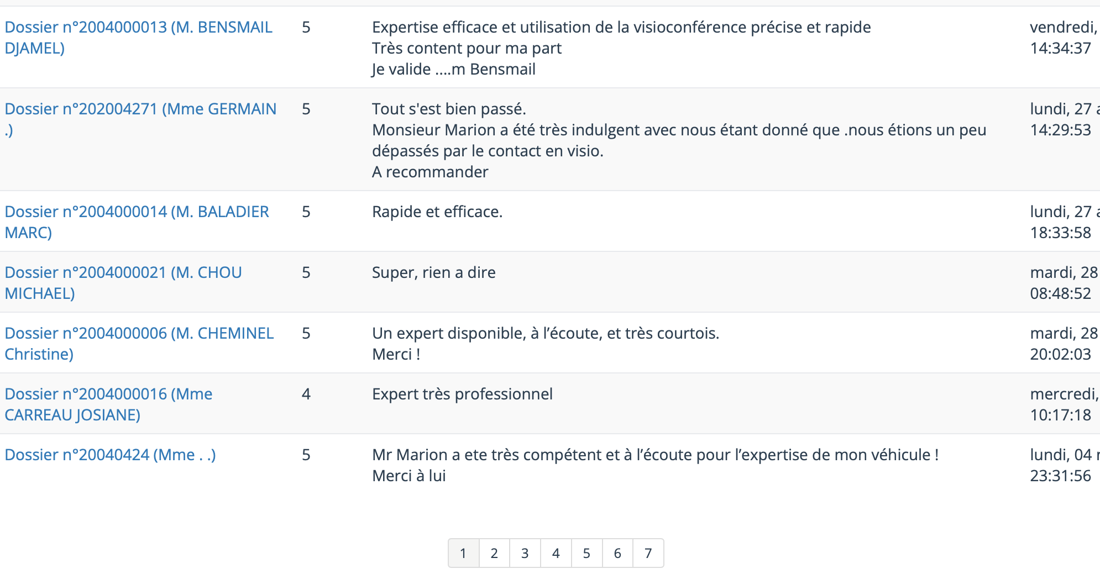 Dossier n°2004000013 (M. BENSMAIL DJAMEL)
5
Expertise efficace et utilisation de la visioconférence précise et rapide
Très content pour ma part
Je valide ....m Bensmail
vendredi,
14:34:37
Dossier n°202004271 (Mme GERMAIN .)
5
Tout s'est bien passé.
Monsieur Marion a été très indulgent avec nous étant donné que .nous étions un peu
dépassés par le contact en visio.
A recommander
lundi, 27 a
14:29:53
Dossier n°2004000014 (M. BALADIER MARC)
5
Rapide et efficace.
lundi, 27 a
18:33:58
Dossier n°2004000021 (M. CHOU MICHAEL)
5
Super, rien a dire
mardi, 28
08:48:52
Dossier n°2004000006 (M. CHEMINEL Christine)
5
Un expert disponible, à l'écoute, et très courtois.
Merci !
mardi, 28
20:02:03
Dossier n°2004000016 (Mme CARREAU JOSIANE)
4
Expert très professionnel
mercredi,
10:17:18
Dossier n°20040424 (Mme . .)
5
Mr Marion a ete très compétent et à l'écoute pour l'expertise de mon véhicule !
Merci à lui
lundi, 04
23:31:56
1 2 3 4 5 6 7